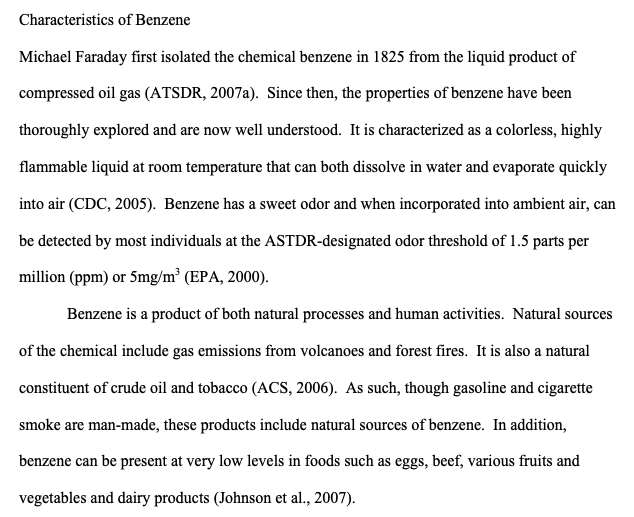 Characteristics of Benzene
Michael Faraday first isolated the chemical benzene in 1825 from the liquid product of
compressed oil gas (ATSDR, 2007a).  Since then, the properties of benzene have been
thoroughly explored and are now well understood.  It is characterized as a colorless, highly
flammable liquid at room temperature that can both dissolve in water and evaporate quickly
into air (CDC, 2005).  Benzene has a sweet odor and when incorporated into ambient air, can
be detected by most individuals at the ASTDR-designated odor threshold of 1.5 parts per
million (ppm) or 5mg/m³ (EPA, 2000).
Benzene is a product of both natural processes and human activities.  Natural sources
of the chemical include gas emissions from volcanoes and forest fires.  It is also a natural
constituent of crude oil and tobacco (ACS, 2006).  As such, though gasoline and cigarette
smoke are man-made, these products include natural sources of benzene.  In addition,
benzene can be present at very low levels in foods such as eggs, beef, various fruits and
vegetables and dairy products (Johnson et al., 2007).